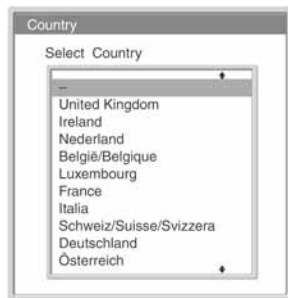 Country
Select Country
–
United Kingdom
Ireland
Nederland
België/Belgique
Luxembourg
France
Italia
Schweiz/Suisse/Svizzera
Deutschland
Österreich